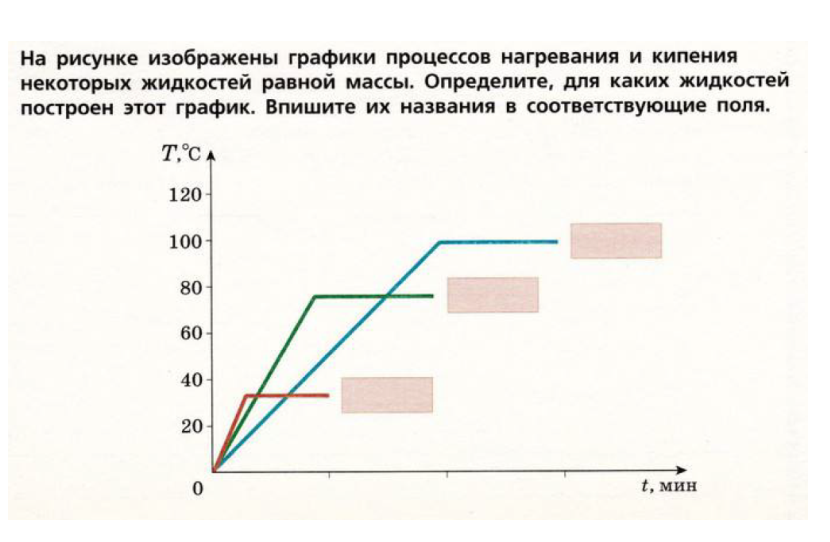 На рисунке изображены графики процессов нагревания и кипения
некоторых жидкостей равной массы. Определите, для каких жидкостей
построен этот график. Впишите их названия в соответствующие поля.
T,°C
120
100
80
60
40
20
0
t, мин